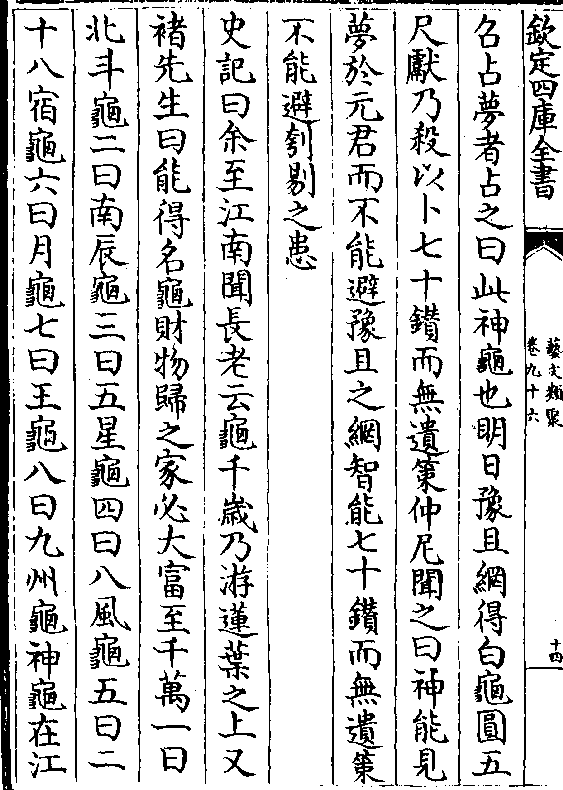 欽定四庫全書
藝文類聚
卷九十六
十四
召占夢者占之曰此神龜也明日豫且網得白龜圓五
尺獻乃殺以卜七十鑚而無遺筴仲尼聞之曰神能見
夢於元君而不能避豫且之網智能七十鑚而無遺筴
不能避刳剔之患
史記曰余至江南聞長老云龜千歳乃游蓮葉之上又
褚先生曰能得名龜財物歸之家必大富至千萬一曰
北斗龜二曰南辰龜三曰五星龜四曰八風龜五曰二
十八宿龜六曰月龜七曰王龜八曰九州龜神龜在江